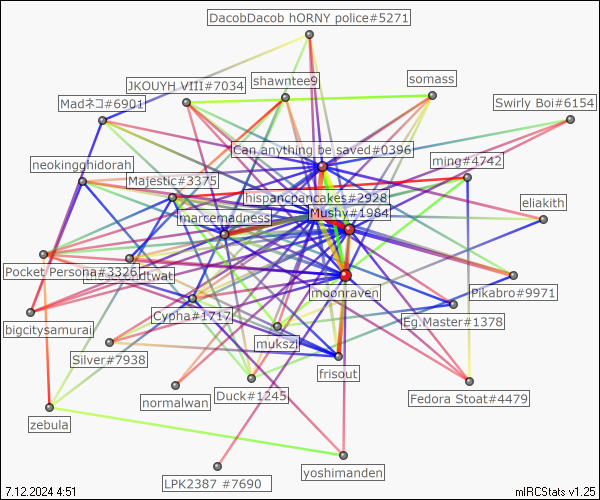 DacobDacob hORNY police#5271
shawntee9
somass
JKOUYH VIII#7034
Madネコ#6901
Swirly Boi#6154
Can anything be saved#0396
ming#4742
neokingghidorah
Majestic#3375
hispancpancakes#2928
eliakith
Mushy#1984
marcemadness
Pocket Persona#3326
moonraven
Pikabro#9971
Cypha#1717
Eg.Master#1378
bigcitysamurai
mukszi
Silver#7938
frisout
Duck#1245
normalwan
Fedora Stoat#4479
zebula
yoshimanden
LPK2387 #7690
7.12.2024 4:51
mIRCStats v1.25